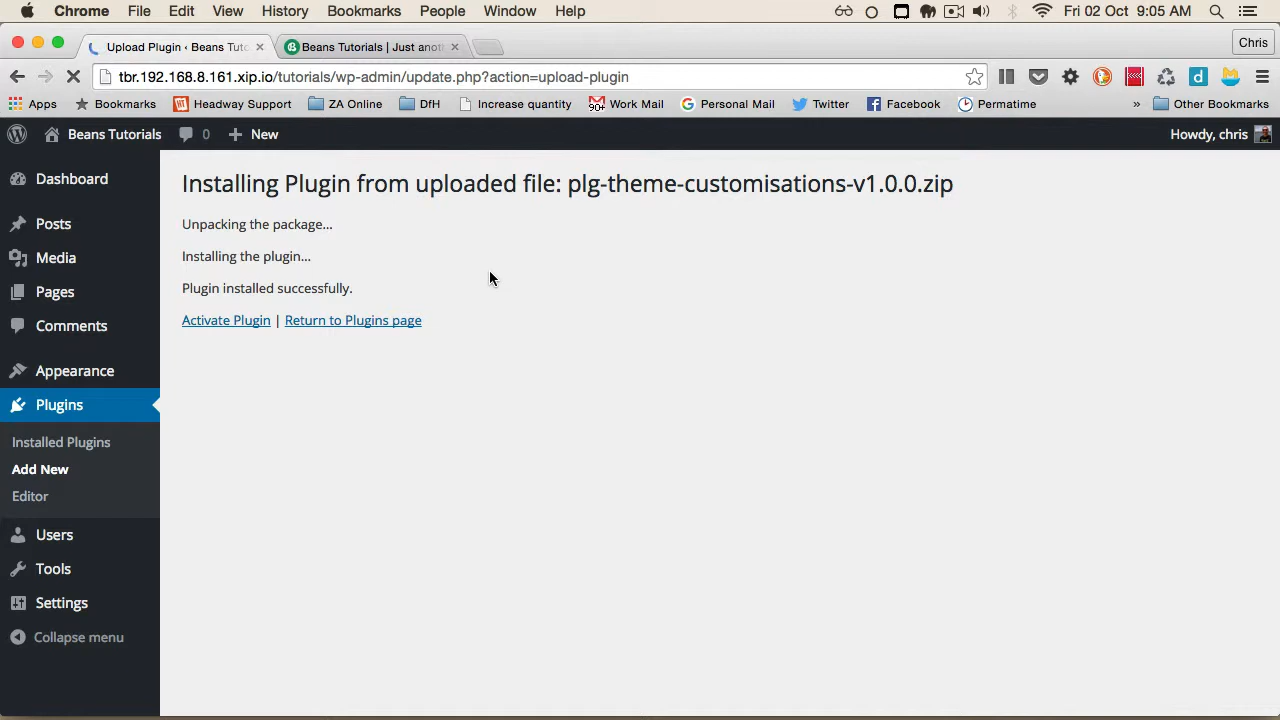 Chrome File Edit View History Bookmarks People Window Help Fri 02 Oct 9:05 AM
Upload Plugin ‹ Beans Tuto Beans Tutorials | Just anot Chris
tbr.192.168.8.161.xip.io/tutorials/wp-admin/update.php?action=upload-plugin
Apps Bookmarks Headway Support ZA Online DfH Increase quantity 90+ Work Mail Personal Mail Twitter Facebook Permatime » Other Bookmarks
Beans Tutorials 0 New Howdy, chris
Dashboard
Posts
Media
Pages
Comments
Appearance
Plugins
Installed Plugins
Add New
Editor
Users
Tools
Settings
Collapse menu
Installing Plugin from uploaded file: plg-theme-customisations-v1.0.0.zip
Unpacking the package...
Installing the plugin...
Plugin installed successfully.
Activate Plugin | Return to Plugins page